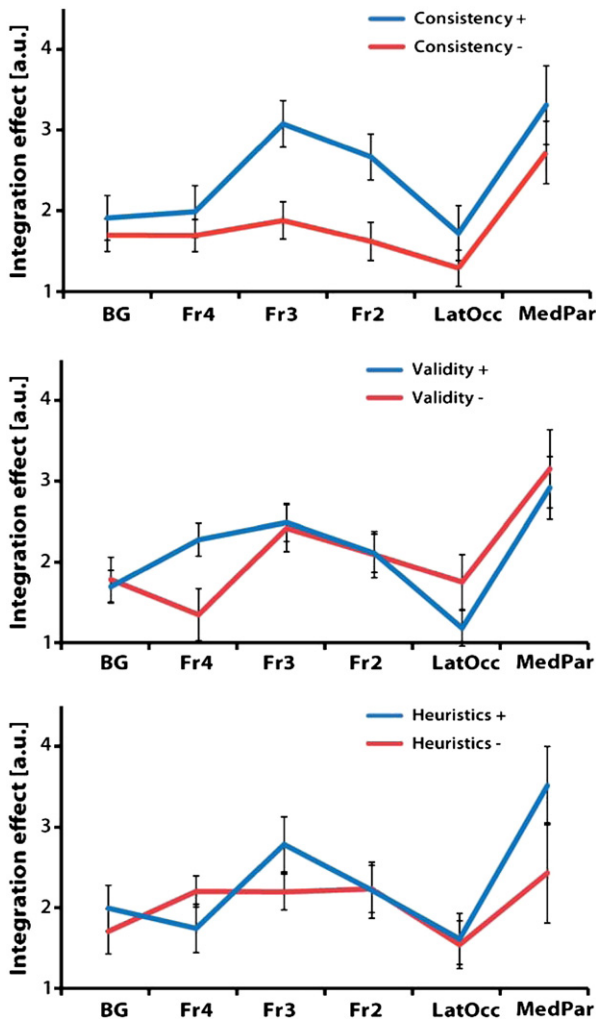 Consistency +
Consistency -
Integration effect [a.u.]
4
3
2
1
BG Fr4 Fr3 Fr2 LatOcc MedPar
Validity +
Validity -
Integration effect [a.u.]
4
3
2
1
BG Fr4 Fr3 Fr2 LatOcc MedPar
Heuristics +
Heuristics -
Integration effect [a.u.]
4
3
2
1
BG Fr4 Fr3 Fr2 LatOcc MedPar